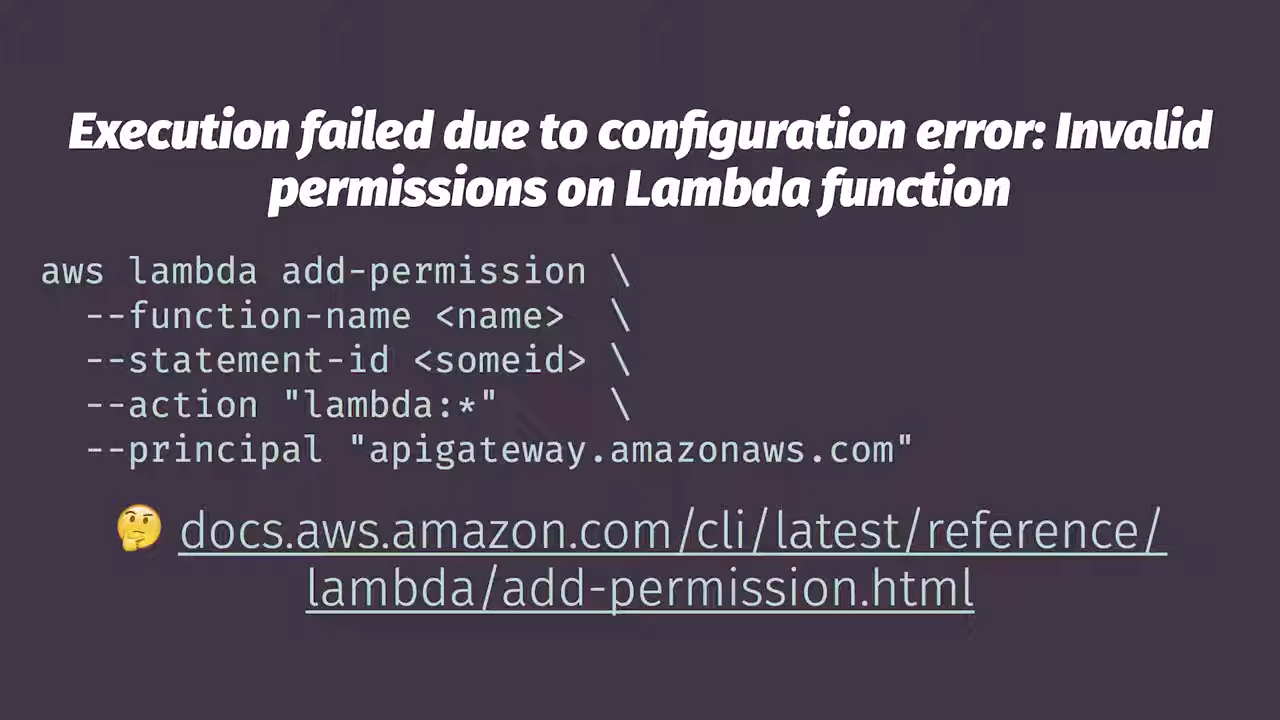 Execution failed due to configuration error: Invalid
permissions on Lambda function
aws lambda add-permission \
  --function-name <name>  \
  --statement-id <someid> \
  --action "lambda:*"     \
  --principal "apigateway.amazonaws.com"
🤔 docs.aws.amazon.com/cli/latest/reference/
lambda/add-permission.html